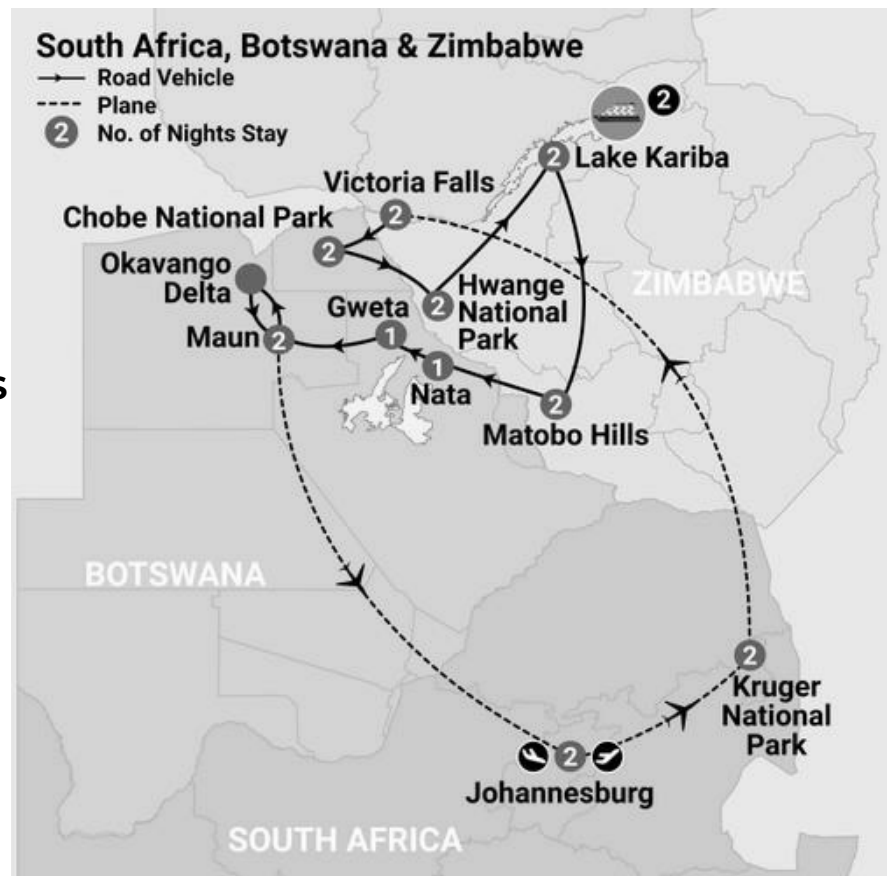 South Africa, Botswana & Zimbabwe
Road Vehicle
Plane
2 No. of Nights Stay
2
2 Lake Kariba
Victoria Falls
2
Chobe National Park
2
Okavango
Delta
ZIMBABWE
2 Hwange
National
Park
Gweta
1
Maun 2
1
Nata
s
2
Matobo Hills
BOTSWANA
2
Kruger
National
Park
2
Johannesburg
SOUTH AFRICA